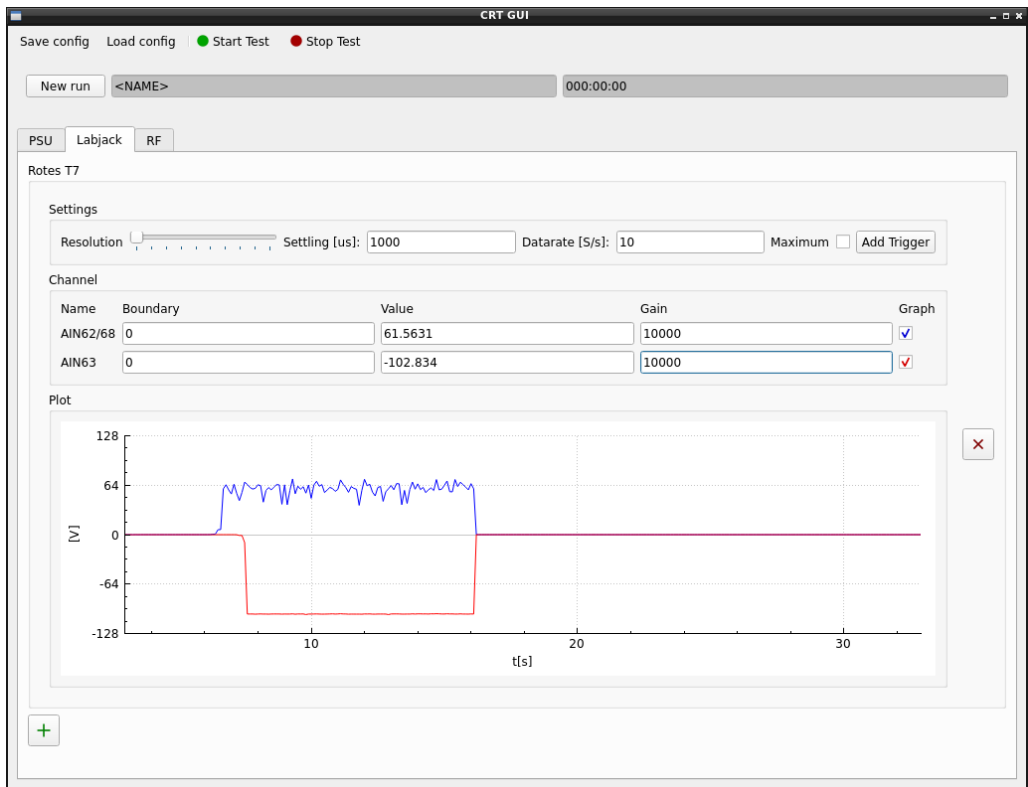 CRT GUI
Save config Load config Start Test Stop Test
New run <NAME> 000:00:00
PSU Labjack RF
Rotes T7
Settings
Resolution Settling [us]: 1000 Datarate [S/s]: 10 Maximum Add Trigger
Channel
Name Boundary Value Gain Graph
AIN62/68 0 61.5631 10000
AIN63 0 -102.834 10000
Plot
128
64
0
-64
-128
[V]
10 20 30
t[s]